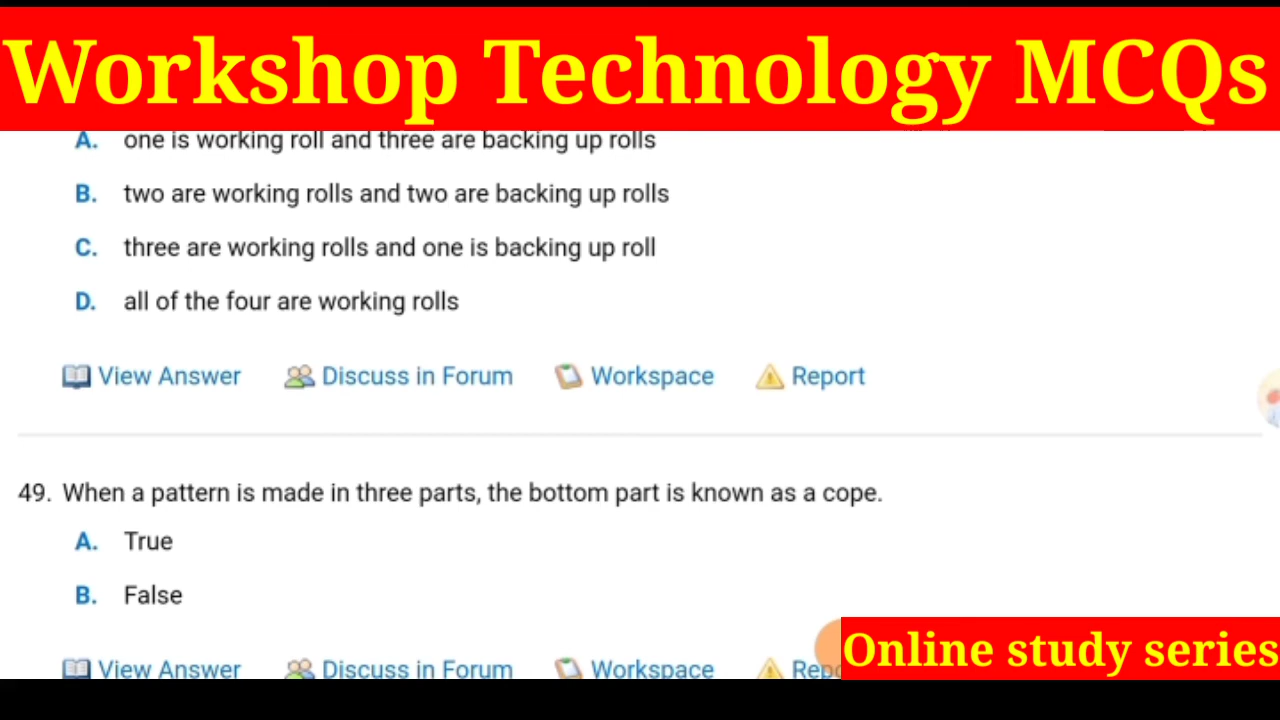 Workshop Technology MCQs
A. one is working roll and three are backing up rolls
B. two are working rolls and two are backing up rolls
C. three are working rolls and one is backing up roll
D. all of the four are working rolls
View Answer Discuss in Forum Workspace Report
49. When a pattern is made in three parts, the bottom part is known as a cope.
A. True
B. False
View Answer Discuss in Forum Workspace
Online study series